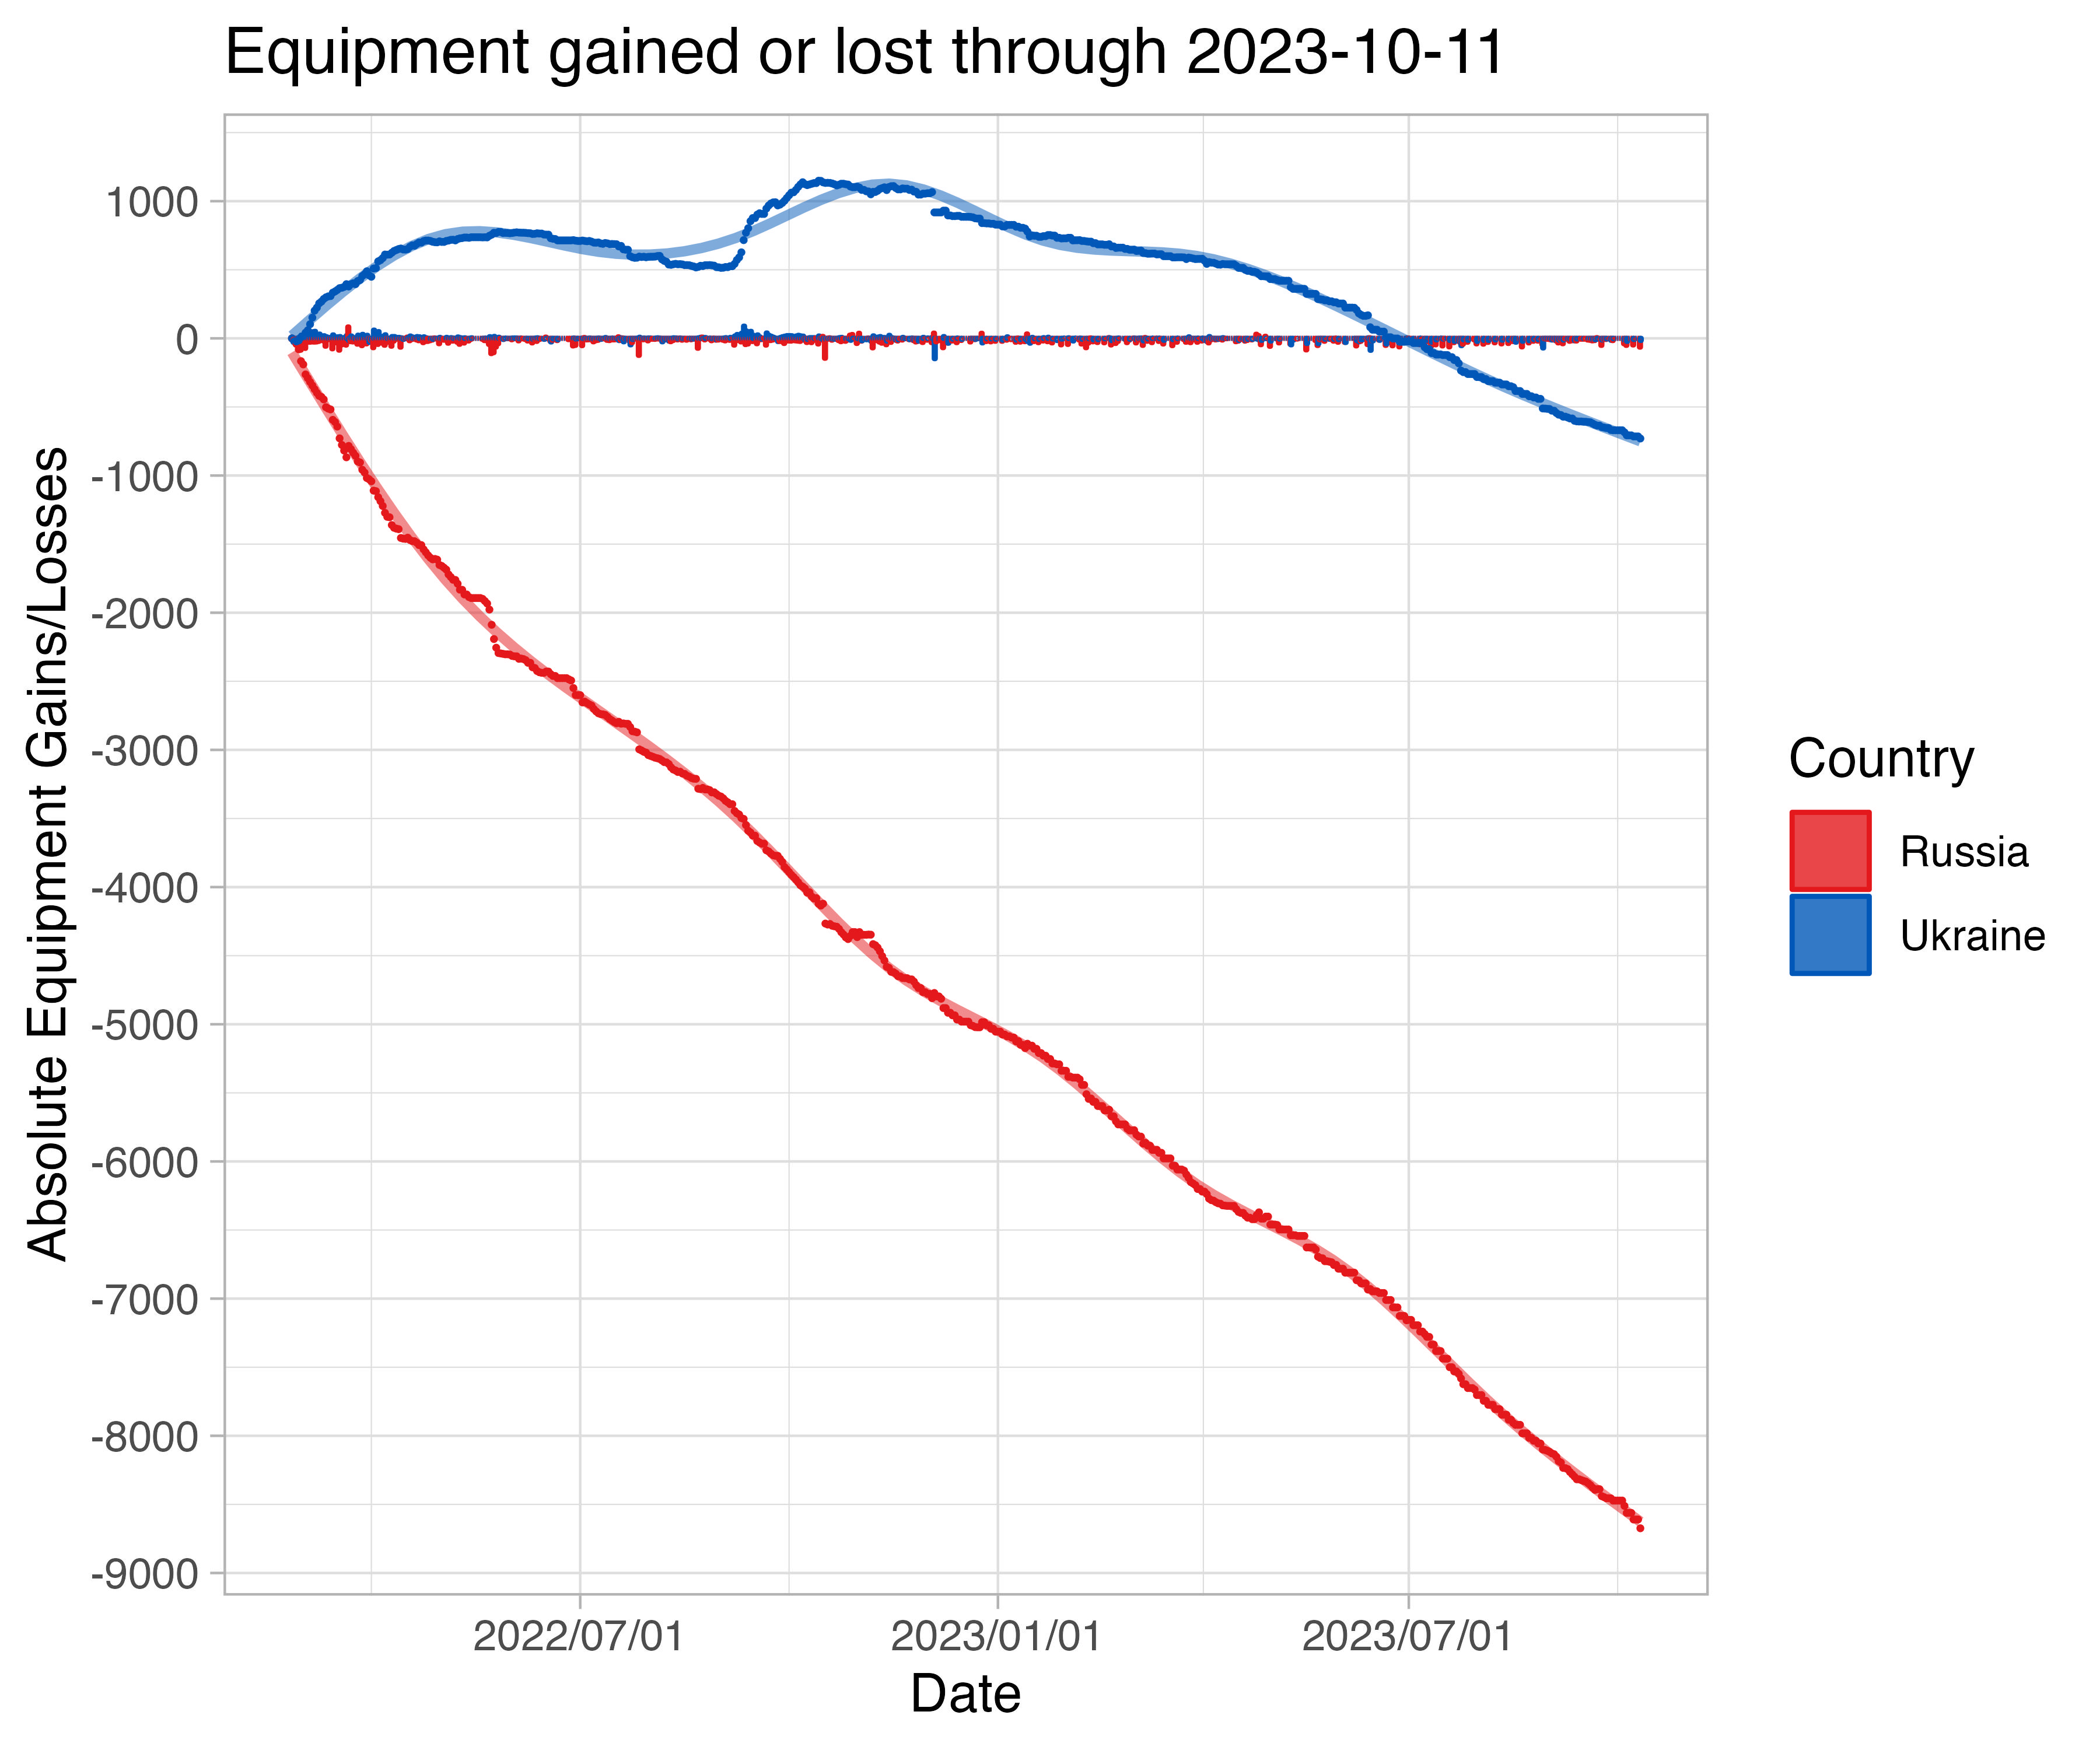 Equipment gained or lost through 2023-10-11
Absolute Equipment Gains/Losses
1000
0
-1000
-2000
-3000
-4000
-5000
-6000
-7000
-8000
-9000
2022/07/01
2023/01/01
2023/07/01
Date
Country
Russia
Ukraine